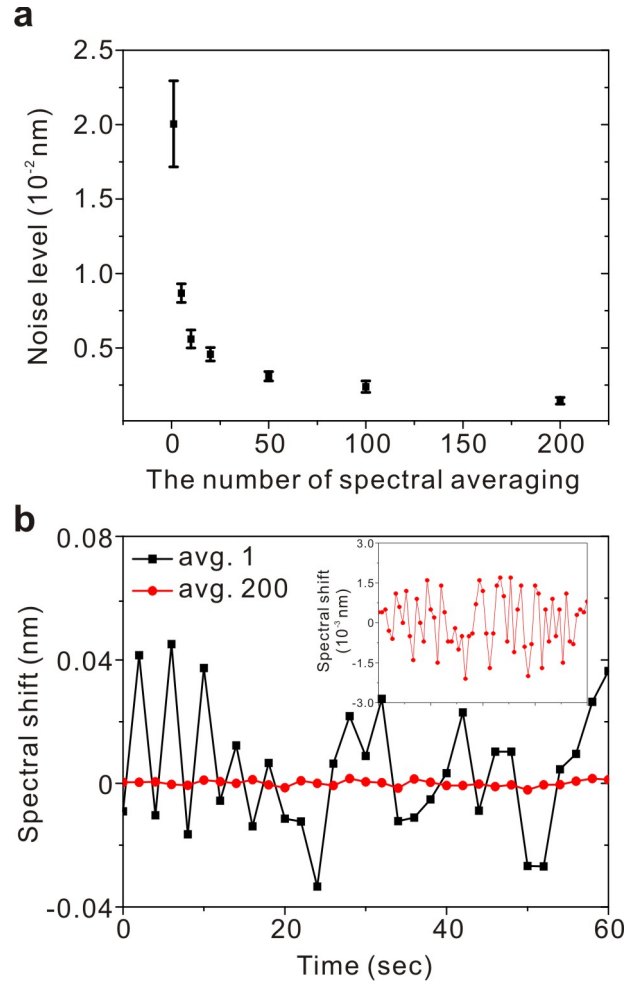 a
2.5
2.0
1.5
1.0
0.5
Noise level (10⁻² nm)
0 50 100 150 200
The number of spectral averaging
b
0.08
0.04
0
-0.04
Spectral shift (nm)
avg. 1
avg. 200
3.0
1.5
0
-1.5
-3.0
Spectral shift
(10⁻³ nm)
0 20 40 60
Time (sec)